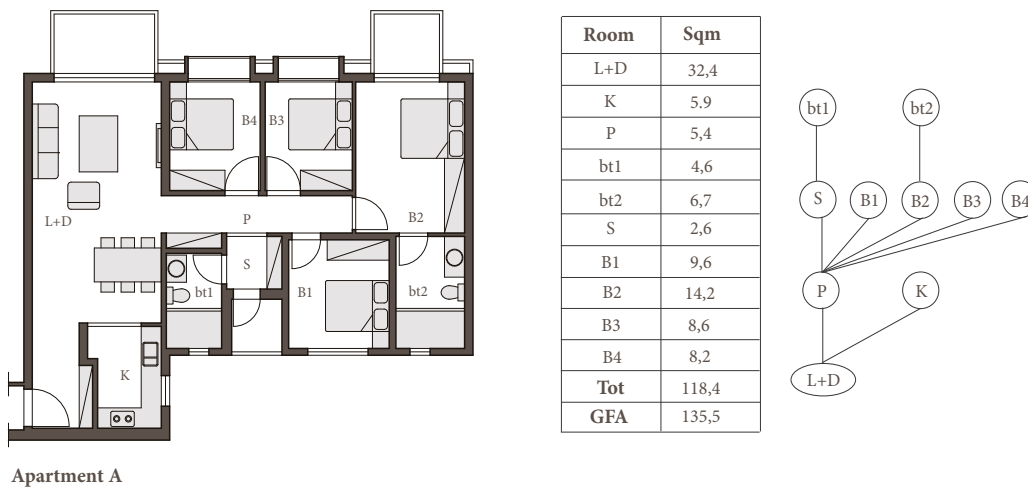 B4
B3
L+D
P
B2
S
bt1
B1
bt2
K
Apartment A
Room Sqm
L+D 32,4
K 5.9
P 5,4
bt1 4,6
bt2 6,7
S 2,6
B1 9,6
B2 14,2
B3 8,6
B4 8,2
Tot 118,4
GFA 135,5
bt1 bt2
S B1 B2 B3 B4
P K
L+D